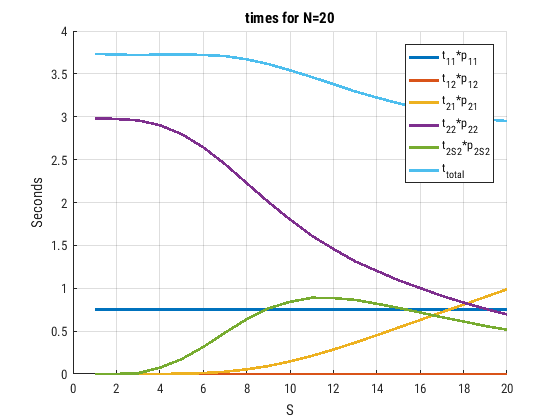 times for N=20
4
3.5
3
2.5
2
1.5
1
0.5
0
Seconds
0 2 4 6 8 10 12 14 16 18 20
S
t11*p11
t12*p12
t21*p21
t22*p22
t2S2*p2S2
ttotal